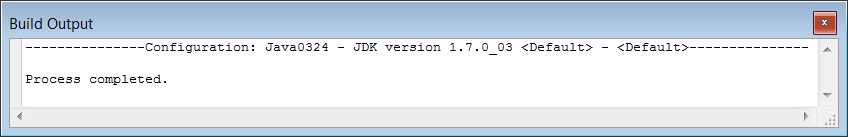 Build Output
---------------Configuration: Java0324 - JDK version 1.7.0_03 <Default> - <Default>---------------
Process completed.